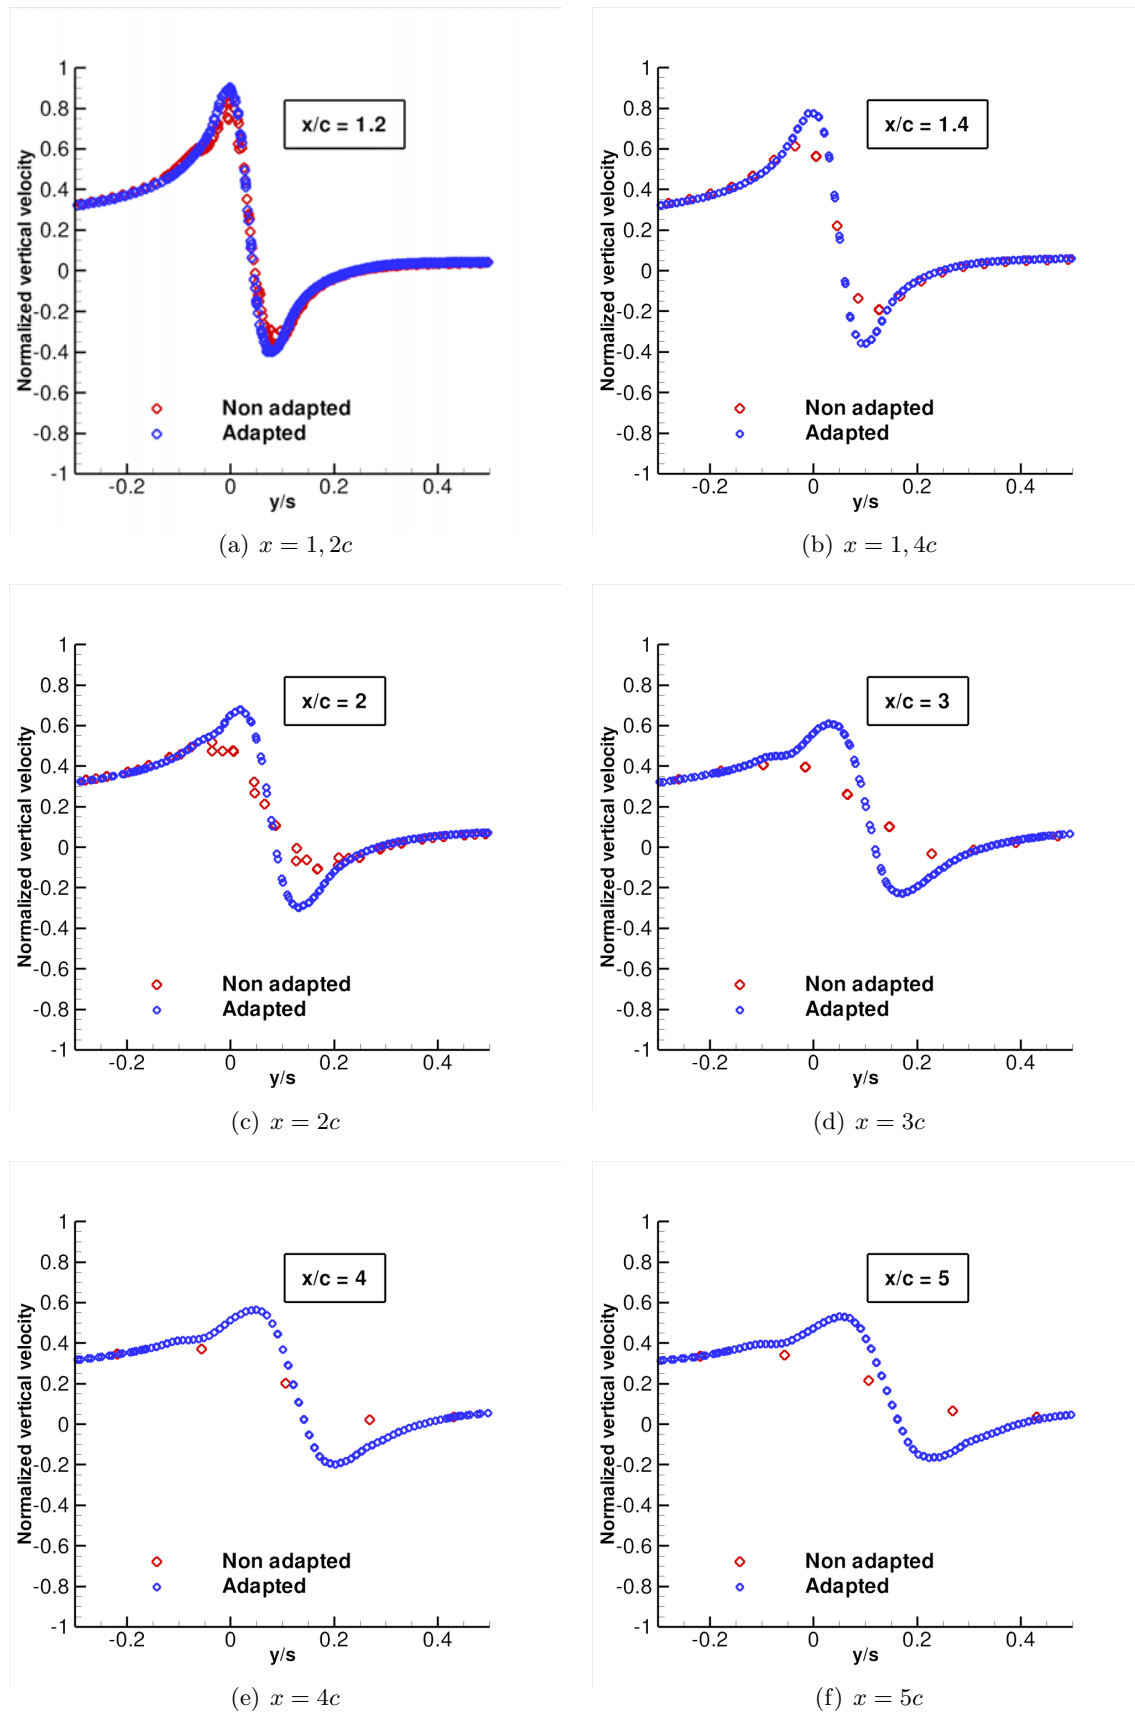 1
0.8
0.6
0.4
0.2
0
-0.2
-0.4
-0.6
-0.8
-1
Normalized vertical velocity
x/c = 1.2
Non adapted
Adapted
-0.2 0 0.2 0.4
y/s
(a) x = 1, 2c
1
0.8
0.6
0.4
0.2
0
-0.2
-0.4
-0.6
-0.8
-1
Normalized vertical velocity
x/c = 1.4
Non adapted
Adapted
-0.2 0 0.2 0.4
y/s
(b) x = 1, 4c
1
0.8
0.6
0.4
0.2
0
-0.2
-0.4
-0.6
-0.8
-1
Normalized vertical velocity
x/c = 2
Non adapted
Adapted
-0.2 0 0.2 0.4
y/s
(c) x = 2c
1
0.8
0.6
0.4
0.2
0
-0.2
-0.4
-0.6
-0.8
-1
Normalized vertical velocity
x/c = 3
Non adapted
Adapted
-0.2 0 0.2 0.4
y/s
(d) x = 3c
1
0.8
0.6
0.4
0.2
0
-0.2
-0.4
-0.6
-0.8
-1
Normalized vertical velocity
x/c = 4
Non adapted
Adapted
-0.2 0 0.2 0.4
y/s
(e) x = 4c
1
0.8
0.6
0.4
0.2
0
-0.2
-0.4
-0.6
-0.8
-1
Normalized vertical velocity
x/c = 5
Non adapted
Adapted
-0.2 0 0.2 0.4
y/s
(f) x = 5c